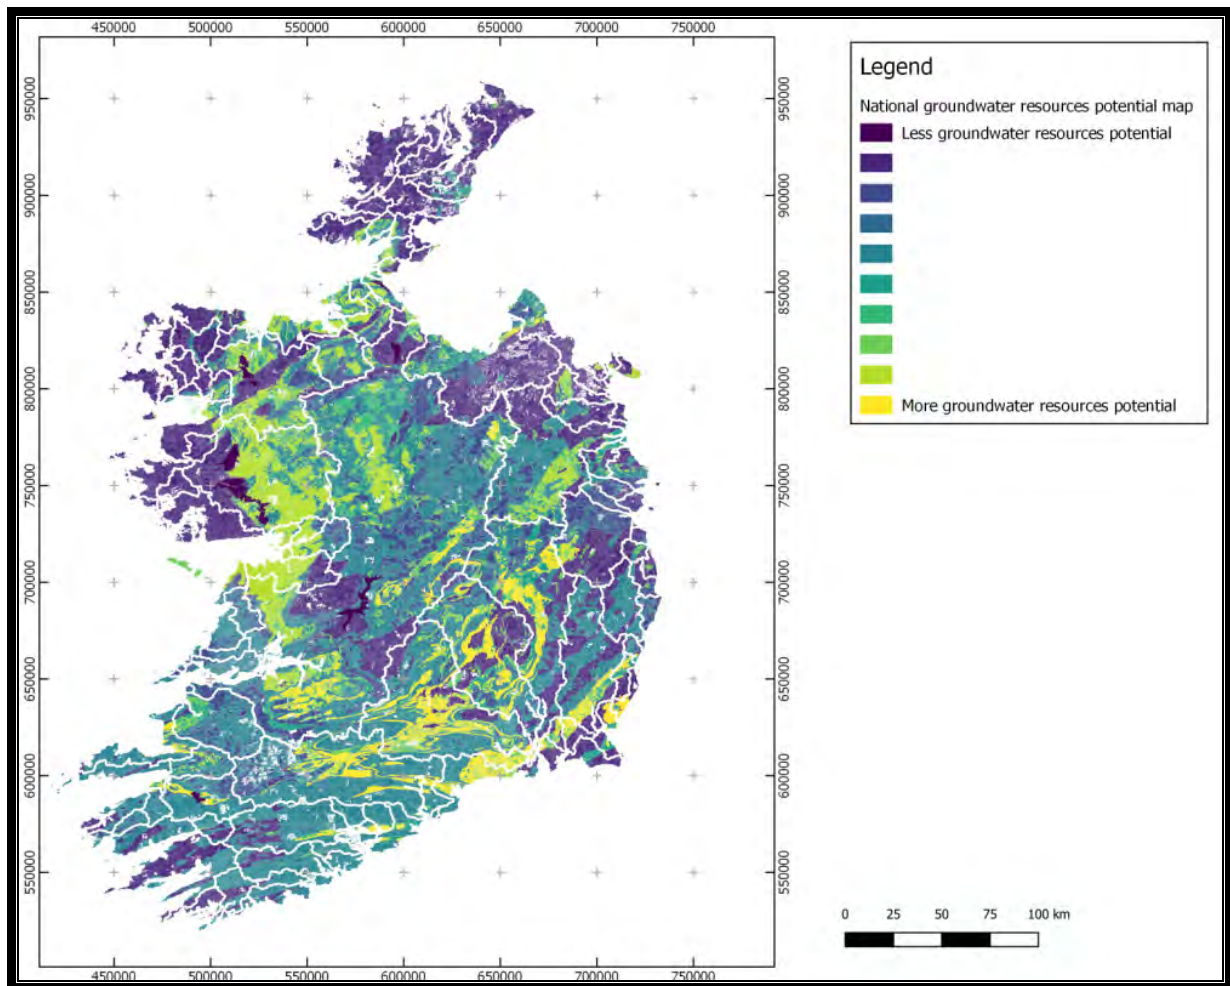 450000 500000 550000 600000 650000 700000 750000
Legend
National groundwater resources potential map
Less groundwater resources potential
More groundwater resources potential
950000 950000
900000 900000
850000 850000
800000 800000
750000 750000
700000 700000
650000 650000
600000 600000
550000 550000
0 25 50 75 100 km
450000 500000 550000 600000 650000 700000 750000